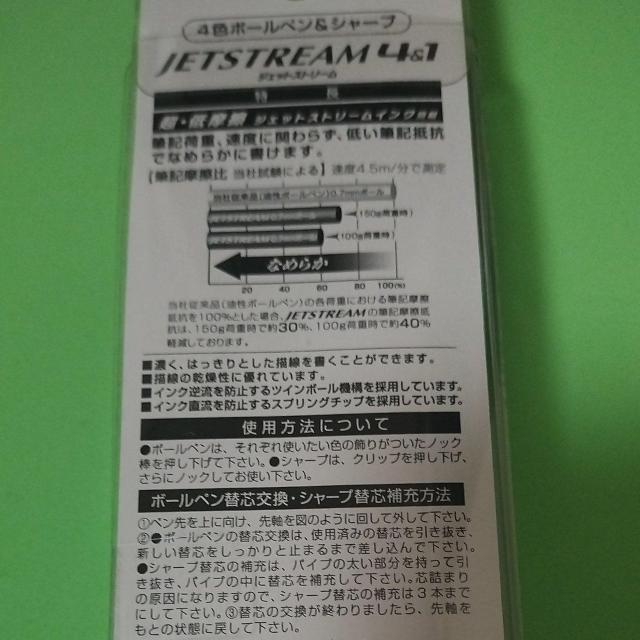 4色ボールペン&シャープ
JETSTREAM 4&1
ジェットストリーム
特 長
超・低摩擦 ジェットストリームインク搭載
筆記荷重、速度に関わらず、低い筆記抵抗
でなめらかに書けます。
【筆記摩擦比 当社試験による】速度4.5m/分で測定
当社従来品(油性ボールペン)0.7mmボール
(150g荷重時)
(100g荷重時)
なめらか
20 40 60 80 100(%)
当社従来品(油性ボールペン)の各荷重における筆記摩擦
抵抗を100%とした場合、JETSTREAMの筆記摩擦抵
抗は、150g荷重時で約30%、100g荷重時で約40%
軽減しております。
■濃く、はっきりとした描線を書くことができます。
■描線の乾燥性に優れています。
■インク逆流を防止するツインボール機構を採用しています。
■インク直流を防止するスプリングチップを採用しています。
使用方法について
●ボールペンは、それぞれ使いたい色の飾りがついたノック
棒を押し下げて下さい。●シャープは、クリップを押し下げ、
さらにノックしてお使い下さい。
ボールペン替芯交換・シャープ替芯補充方法
①ペン先を上に向け、先軸を図のように回して外して下さい。
②●ボールペンの替芯交換は、使用済みの替芯を引き抜き、
新しい替芯をしっかりと止まるまで差し込んで下さい。
●シャープ替芯の補充は、パイプの太い部分を持って引
き抜き、パイプの中に替芯を補充して下さい。芯詰まり
の原因になりますので、シャープ替芯の補充は3本まで
にして下さい。③替芯の交換が終わりましたら、先軸を
もとの状態に戻して下さい。